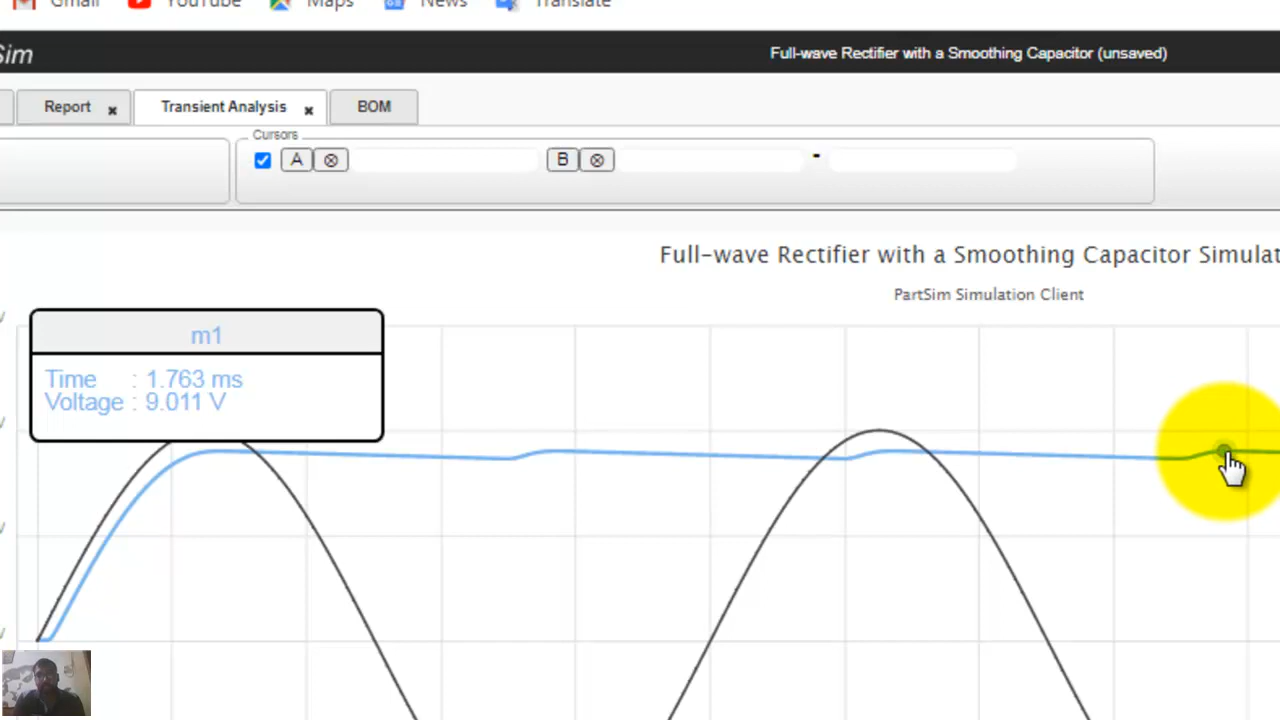 Gmail YouTube Maps News Translate
Sim
Full-wave Rectifier with a Smoothing Capacitor (unsaved)
Report Transient Analysis BOM
Cursors
A B -
Full-wave Rectifier with a Smoothing Capacitor Simulat
PartSim Simulation Client
m1
Time : 1.763 ms
Voltage : 9.011 V